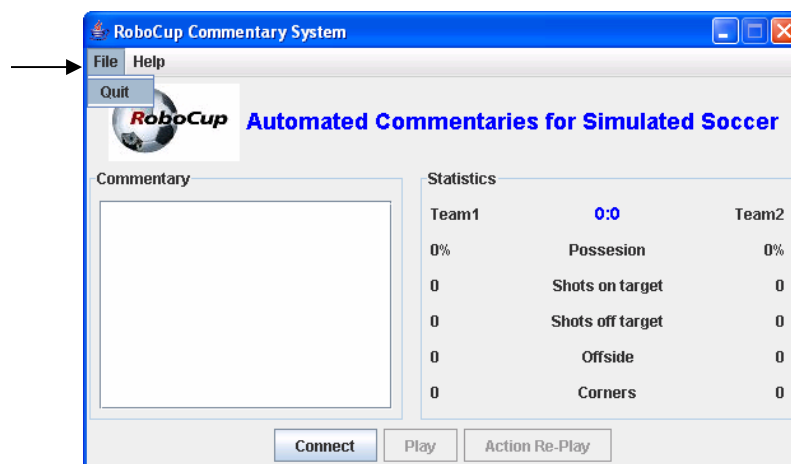 RoboCup Commentary System
File Help
Quit
RoboCup
Automated Commentaries for Simulated Soccer
Commentary
Statistics
Team1 0:0 Team2
0% Possesion 0%
0 Shots on target 0
0 Shots off target 0
0 Offside 0
0 Corners 0
Connect Play Action Re-Play